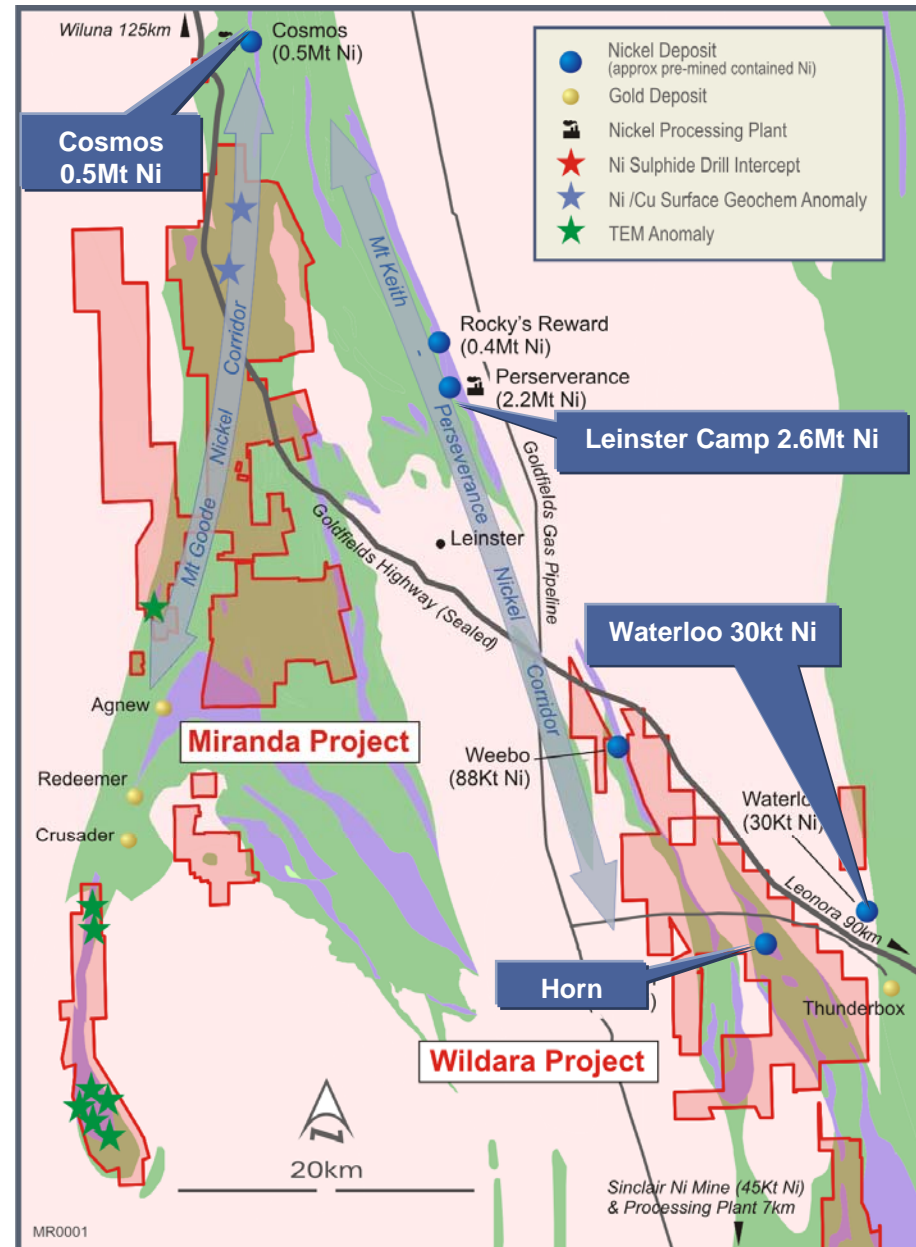 Wiluna 125km
Cosmos
(0.5Mt Ni)
Cosmos
0.5Mt Ni
Nickel Deposit
(approx pre-mined contained Ni)
Gold Deposit
Nickel Processing Plant
Ni Sulphide Drill Intercept
Ni /Cu Surface Geochem Anomaly
TEM Anomaly
Mt Goode Nickel Corridor
Mt Keith - Perseverance Nickel Corridor
Rocky's Reward
(0.4Mt Ni)
Perserverance
(2.2Mt Ni)
Leinster Camp 2.6Mt Ni
Goldfields Gas Pipeline
Leinster
Goldfields Highway (Sealed)
Waterloo 30kt Ni
Agnew
Miranda Project
Weebo
(88Kt Ni)
Redeemer
Crusader
(30Kt Ni)
Leonora 90km
Horn
Thunderbox
Wildara Project
20km
Sinclair Ni Mine (45Kt Ni)
& Processing Plant 7km
MR0001